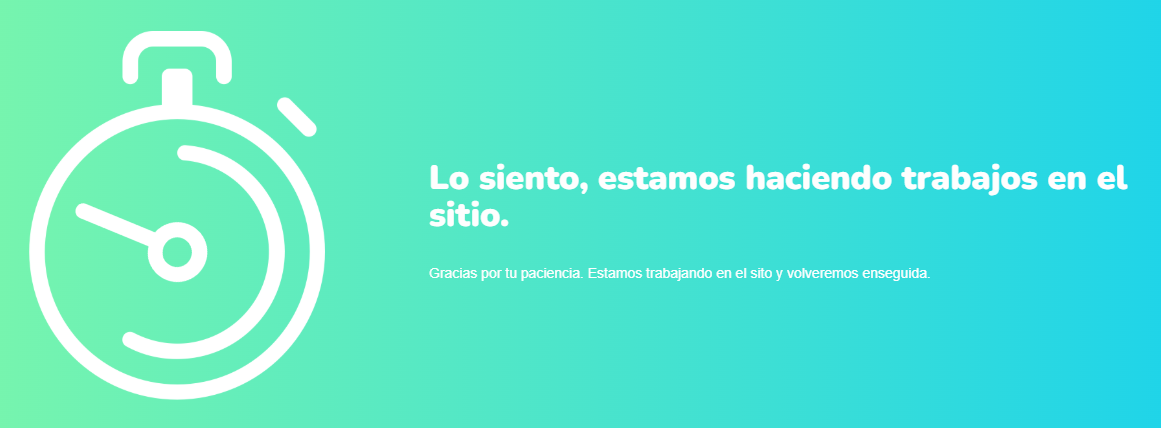 Lo siento, estamos haciendo trabajos en el
sitio.
Gracias por tu paciencia. Estamos trabajando en el sito y volveremos enseguida.